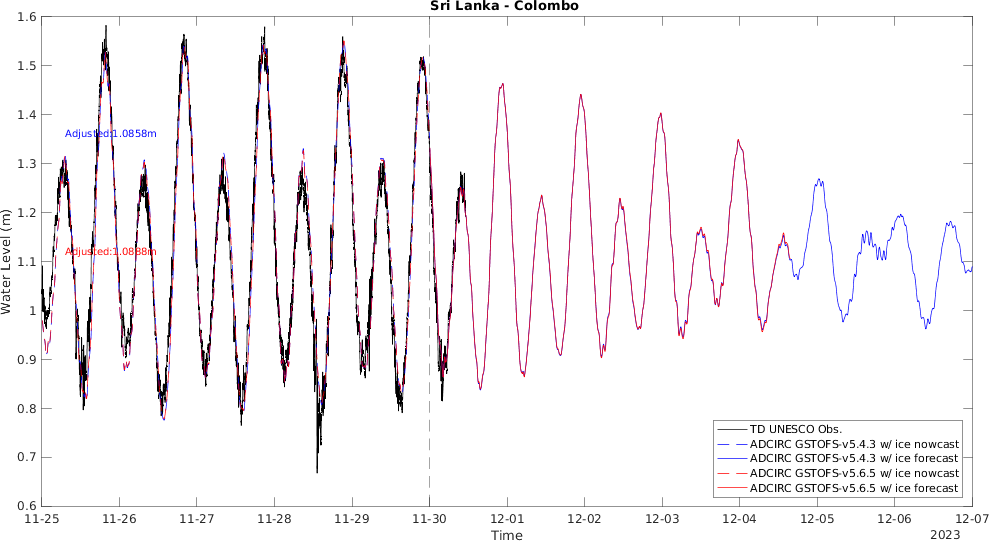 Sri Lanka - Colombo
1.6
1.5
1.4
1.3
1.2
1.1
1
0.9
0.8
0.7
0.6
Water Level (m)
Adjusted:1.0858m
Adjusted:1.0888m
TD UNESCO Obs.
ADCIRC GSTOFS-v5.4.3 w/ ice nowcast
ADCIRC GSTOFS-v5.4.3 w/ ice forecast
ADCIRC GSTOFS-v5.6.5 w/ ice nowcast
ADCIRC GSTOFS-v5.6.5 w/ ice forecast
11-25 11-26 11-27 11-28 11-29 11-30 12-01 12-02 12-03 12-04 12-05 12-06 12-07
Time
2023